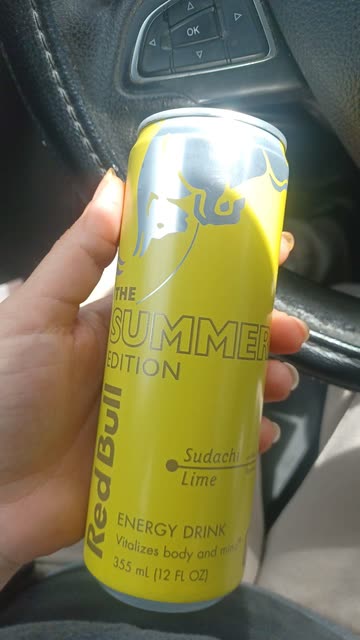 OK
THE
SUMMER
EDITION
Red Bull
Sudachi
Lime
ENERGY DRINK
Vitalizes body and mind.
355 mL (12 FL OZ)